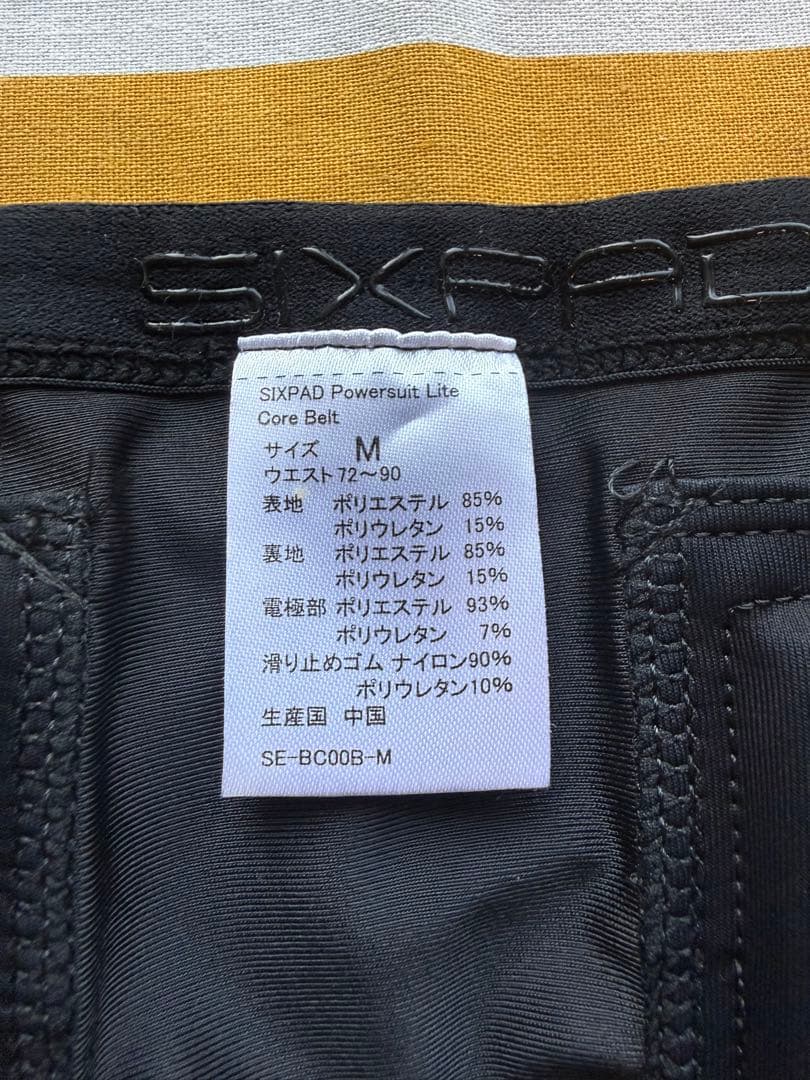 SIXPAD
SIXPAD Powersuit Lite
Core Belt
サイズ M
ウエスト72～90
表地 ポリエステル 85%
ポリウレタン 15%
裏地 ポリエステル 85%
ポリウレタン 15%
電極部 ポリエステル 93%
ポリウレタン 7%
滑り止めゴム ナイロン90%
ポリウレタン10%
生産国 中国
SE-BC00B-M